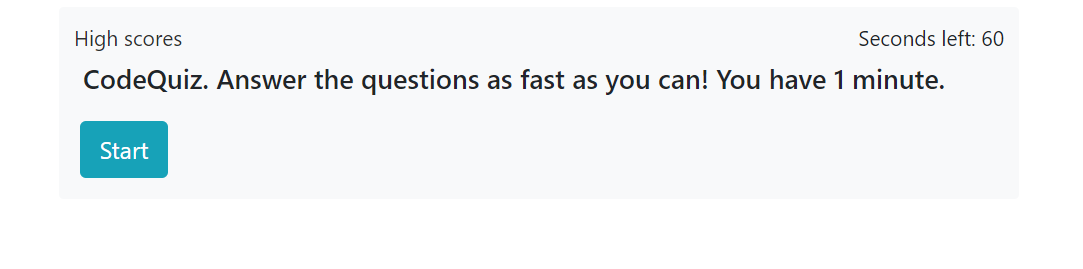 High scores
Seconds left: 60
CodeQuiz. Answer the questions as fast as you can! You have 1 minute.
Start